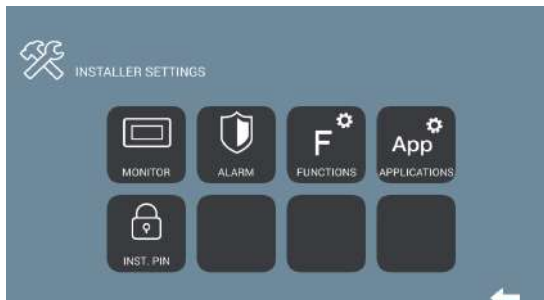 INSTALLER SETTINGS
F
App
MONITOR
ALARM
FUNCTIONS
APPLICATIONS
INST. PIN